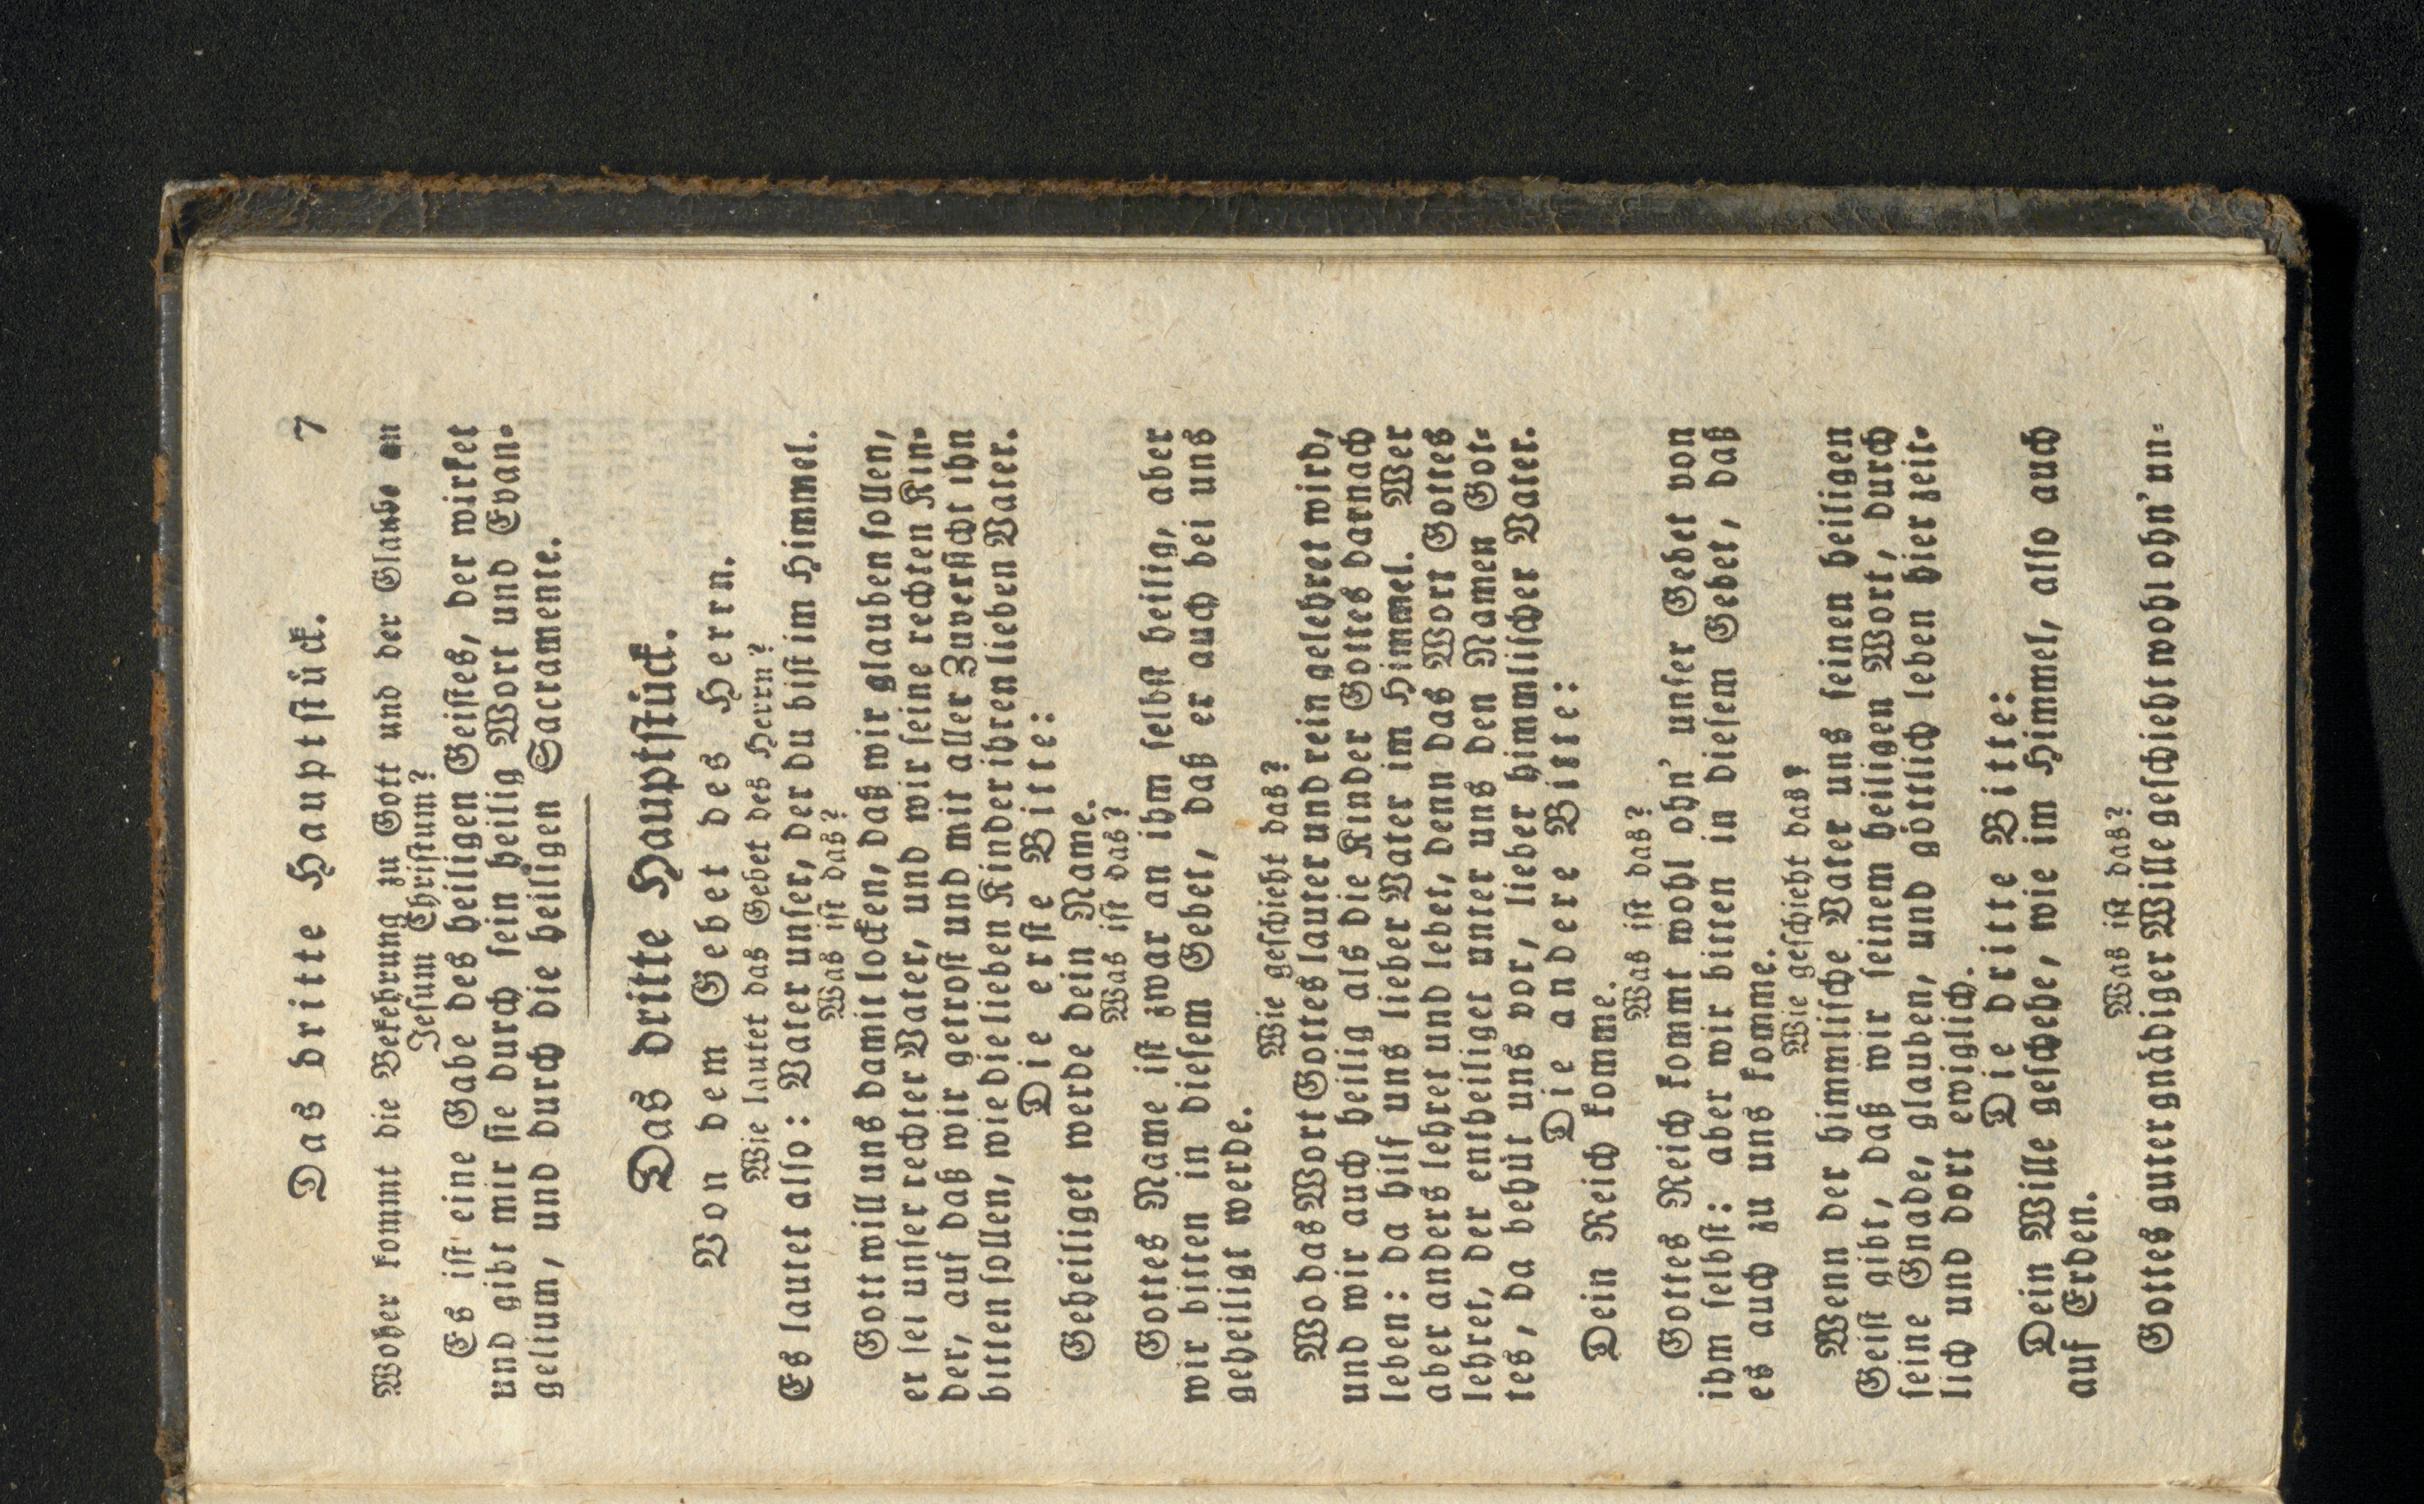 Das dritte Hauptstück. 7
Woher kommt die Bekehrung zu Gott und der Glaube an
Jesum Christum?
Es ist eine Gabe des heiligen Geistes, der wirket
und gibt mir sie durch sein heilig Wort und Evan-
gelium, und durch die heiligen Sacramente.
Das dritte Hauptstück.
Von dem Gebet des Herrn.
Wie lautet das Gebet des Herrn?
Es lautet also: Vater unser, der du bist im Himmel.
Was ist das?
Gott will uns damit locken, daß wir glauben sollen,
er sei unser rechter Vater, und wir seine rechten Kin-
der, auf daß wir getrost und mit aller Zuversicht ihn
bitten sollen, wie die lieben Kinder ihren lieben Vater.
Die erste Bitte:
Geheiliget werde dein Name.
Was ist das?
Gottes Name ist zwar an ihm selbst heilig, aber
wir bitten in diesem Gebet, daß er auch bei uns
geheiligt werde.
Wie geschieht das?
Wo das Wort Gottes lauter und rein gelehret wird,
und wir auch heilig als die Kinder Gottes darnach
leben: da hilf uns lieber Vater im Himmel. Wer
aber anders lehret und lebet, denn das Wort Gottes
lehret, der entheiliget unter uns den Namen Got-
tes, da behüt uns vor, lieber himmlischer Vater.
Die andere Bitte:
Dein Reich komme.
Was ist das?
Gottes Reich kommt wohl ohn' unser Gebet von
ihm selbst: aber wir bitten in diesem Gebet, daß
es auch zu uns komme.
Wie geschieht das?
Wenn der himmlische Vater uns seinen heiligen
Geist gibt, daß wir seinem heiligen Wort, durch
seine Gnade, glauben, und göttlich leben hier zeit-
lich und dort ewiglich.
Die dritte Bitte:
Dein Wille geschehe, wie im Himmel, also auch
auf Erden.
Was ist das?
Gottes guter gnädiger Wille geschieht wohl ohn' un-